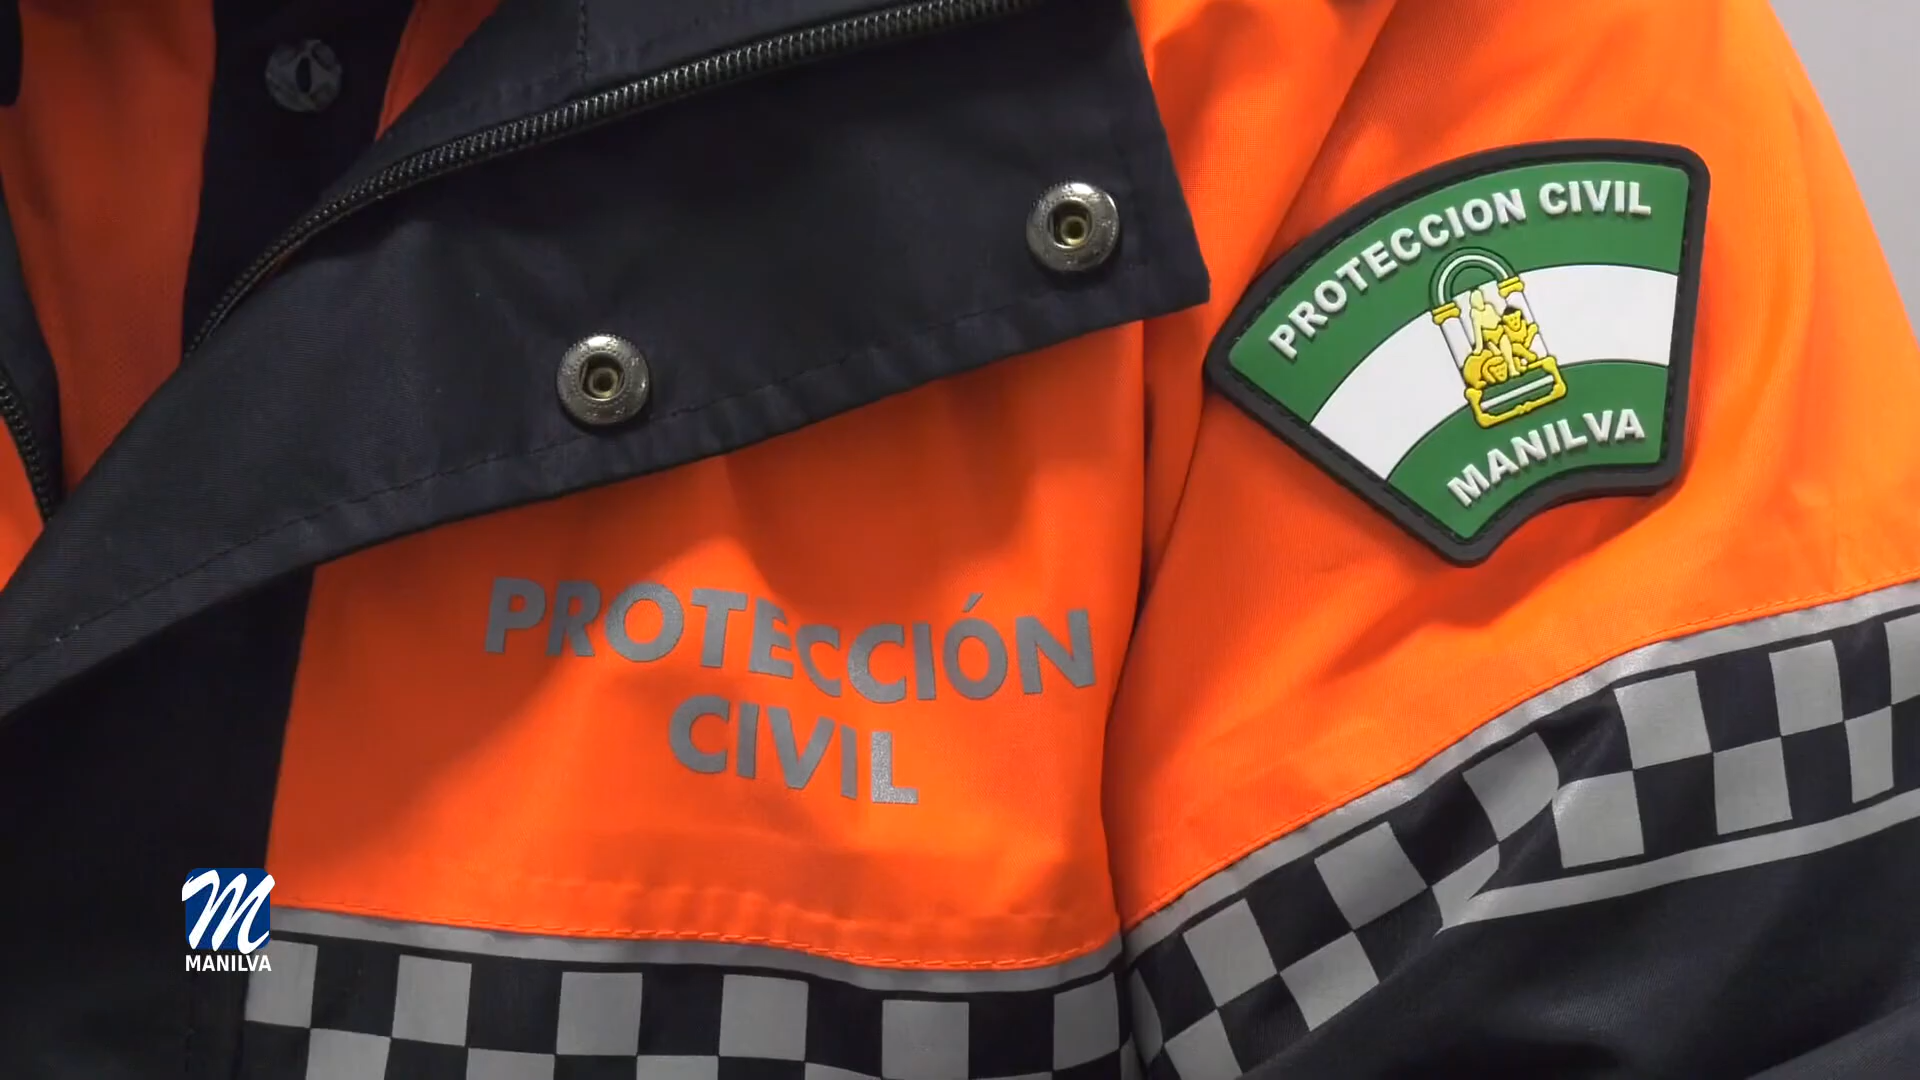 PROTECCION CIVIL
MANILVA
PROTECCIÓN
CIVIL
M
MANILVA